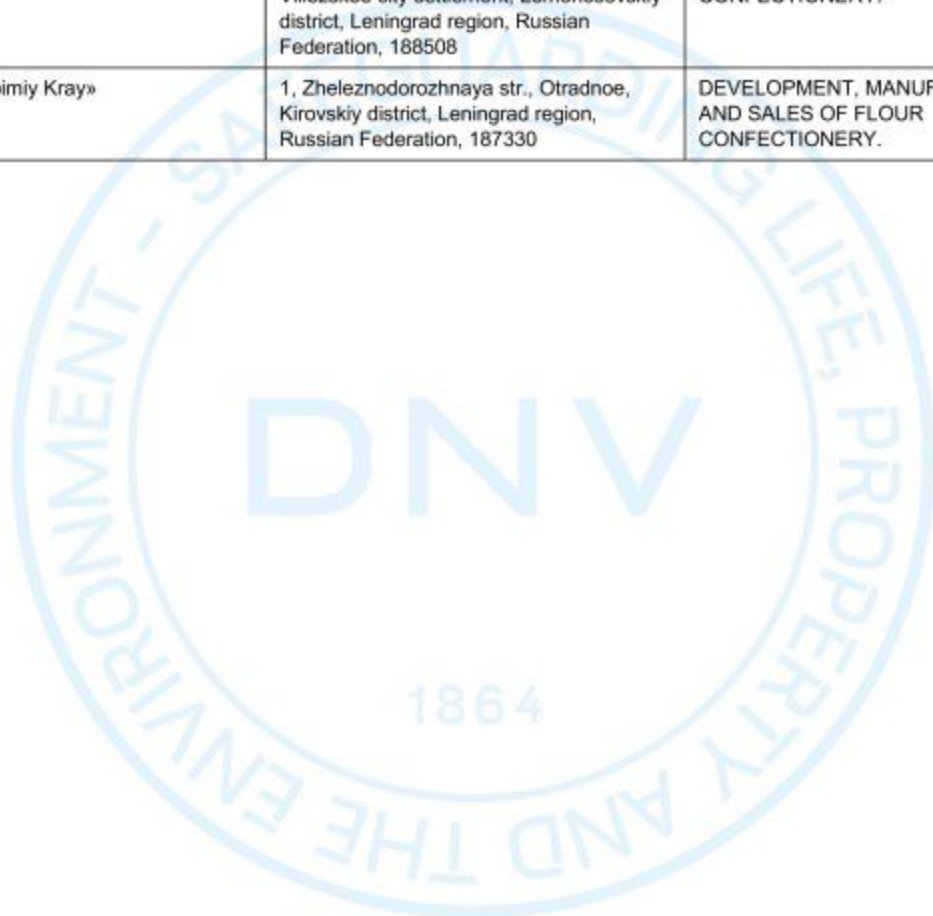 district, Leningrad region, Russian
Federation, 188508
imiy Kray»
1, Zheleznodorozhnaya str., Otradnoe,
Kirovskiy district, Leningrad region,
Russian Federation, 187330
DEVELOPMENT, MANUF
AND SALES OF FLOUR
CONFECTIONERY.
SAFEGUARDING LIFE, PROPERTY AND THE ENVIRONMENT -
DNV
1864